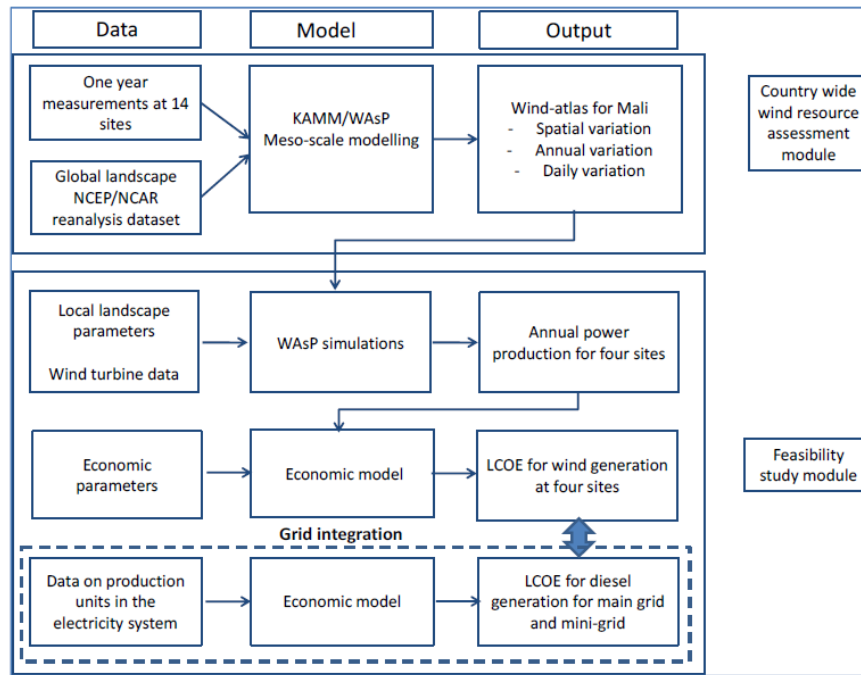 Data
Model
Output
One year
measurements at 14
sites
Global landscape
NCEP/NCAR
reanalysis dataset
KAMM/WAsP
Meso-scale modelling
Wind-atlas for Mali
- Spatial variation
- Annual variation
- Daily variation
Country wide
wind resource
assessment
module
Local landscape
parameters
Wind turbine data
WAsP simulations
Annual power
production for four sites
Economic
parameters
Economic model
LCOE for wind generation
at four sites
Feasibility
study module
Grid integration
Data on production
units in the
electricity system
Economic model
LCOE for diesel
generation for main grid
and mini-grid